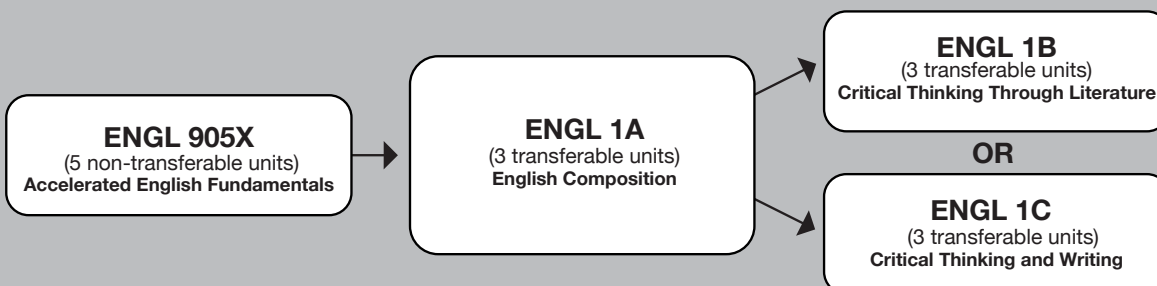 ENGL 905X
(5 non-transferable units)
Accelerated English Fundamentals
ENGL 1A
(3 transferable units)
English Composition
ENGL 1B
(3 transferable units)
Critical Thinking Through Literature
OR
ENGL 1C
(3 transferable units)
Critical Thinking and Writing